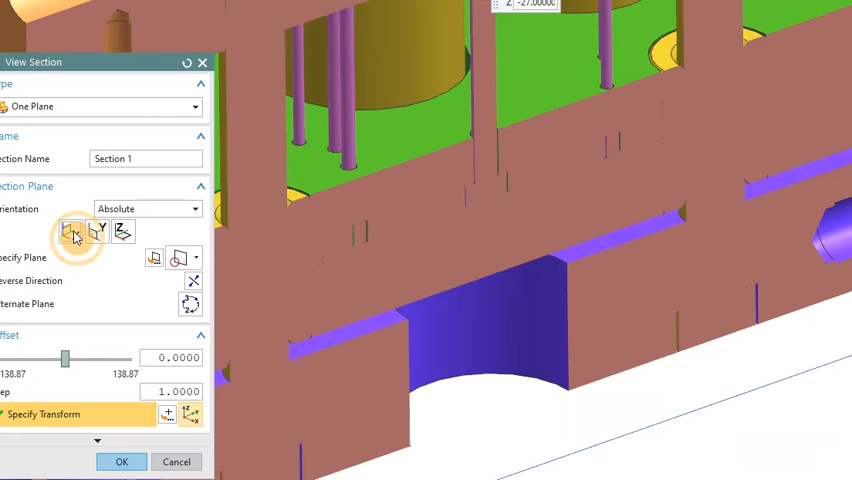 Z -27.00000
View Section
ype
One Plane
ame
ection Name Section 1
ection Plane
rientation Absolute
Y Z
pecify Plane
everse Direction
lternate Plane
ffset
0.0000
138.87 138.87
ep 1.0000
Specify Transform
OK Cancel